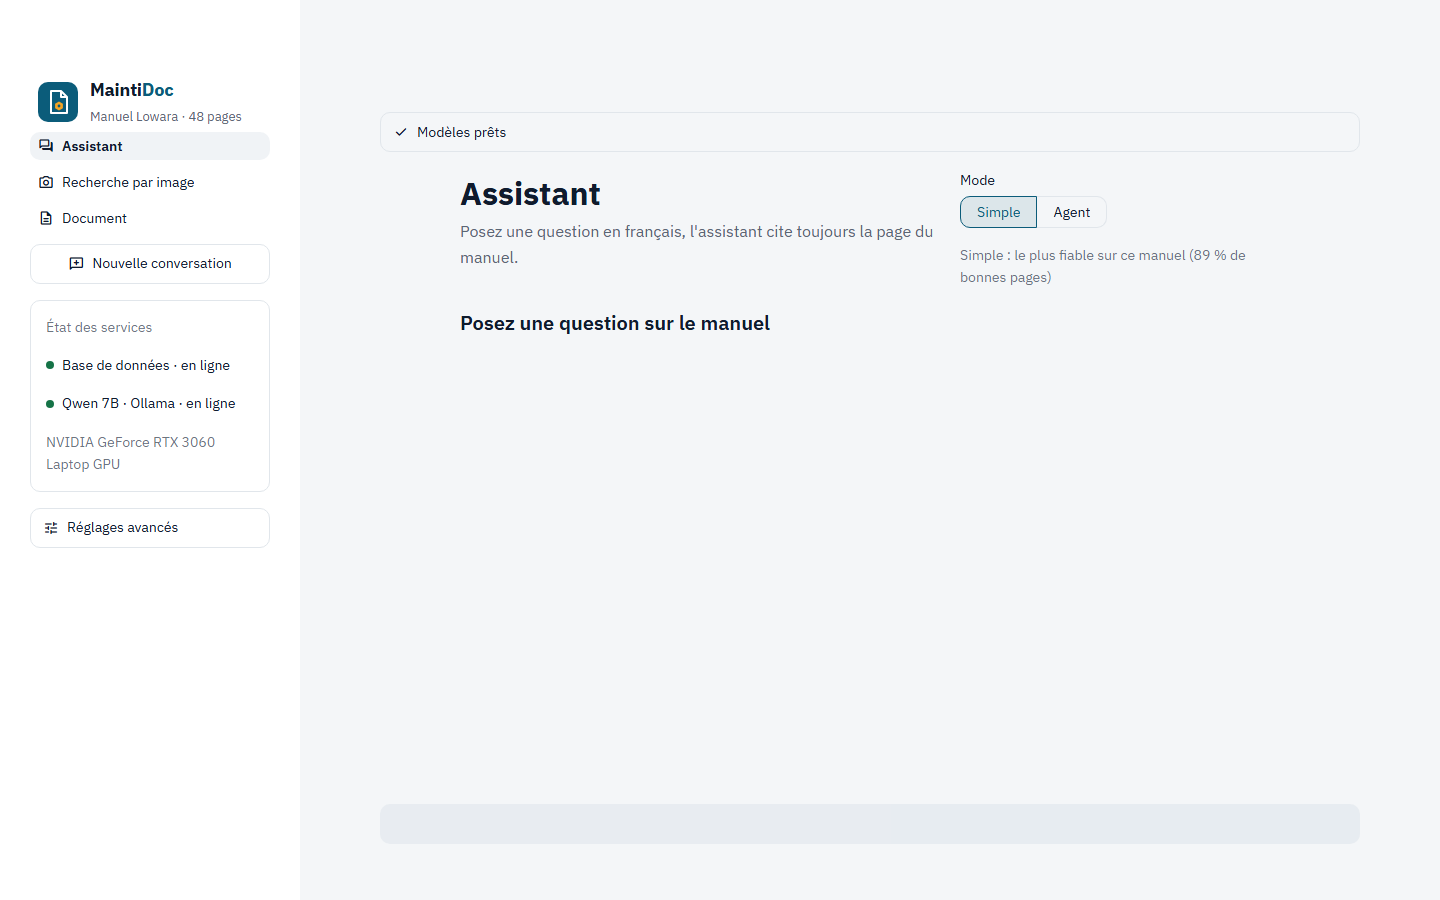 MaintiDoc
Manuel Lowara · 48 pages
Assistant
Recherche par image
Document
Nouvelle conversation
État des services
Base de données · en ligne
Qwen 7B · Ollama · en ligne
NVIDIA GeForce RTX 3060
Laptop GPU
Réglages avancés
Modèles prêts
Assistant
Posez une question en français, l'assistant cite toujours la page du
manuel.
Mode
Simple
Agent
Simple : le plus fiable sur ce manuel (89 % de
bonnes pages)
Posez une question sur le manuel